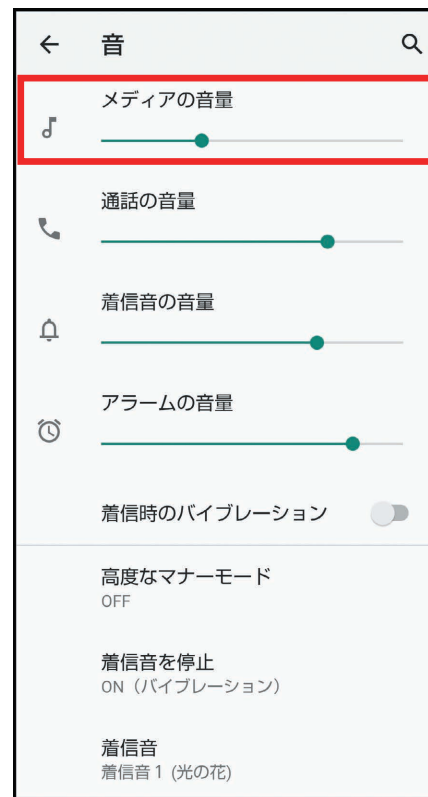 音
メディアの音量
通話の音量
着信音の音量
アラームの音量
着信時のバイブレーション
高度なマナーモード
OFF
着信音を停止
ON（バイブレーション）
着信音
着信音1 (光の花)